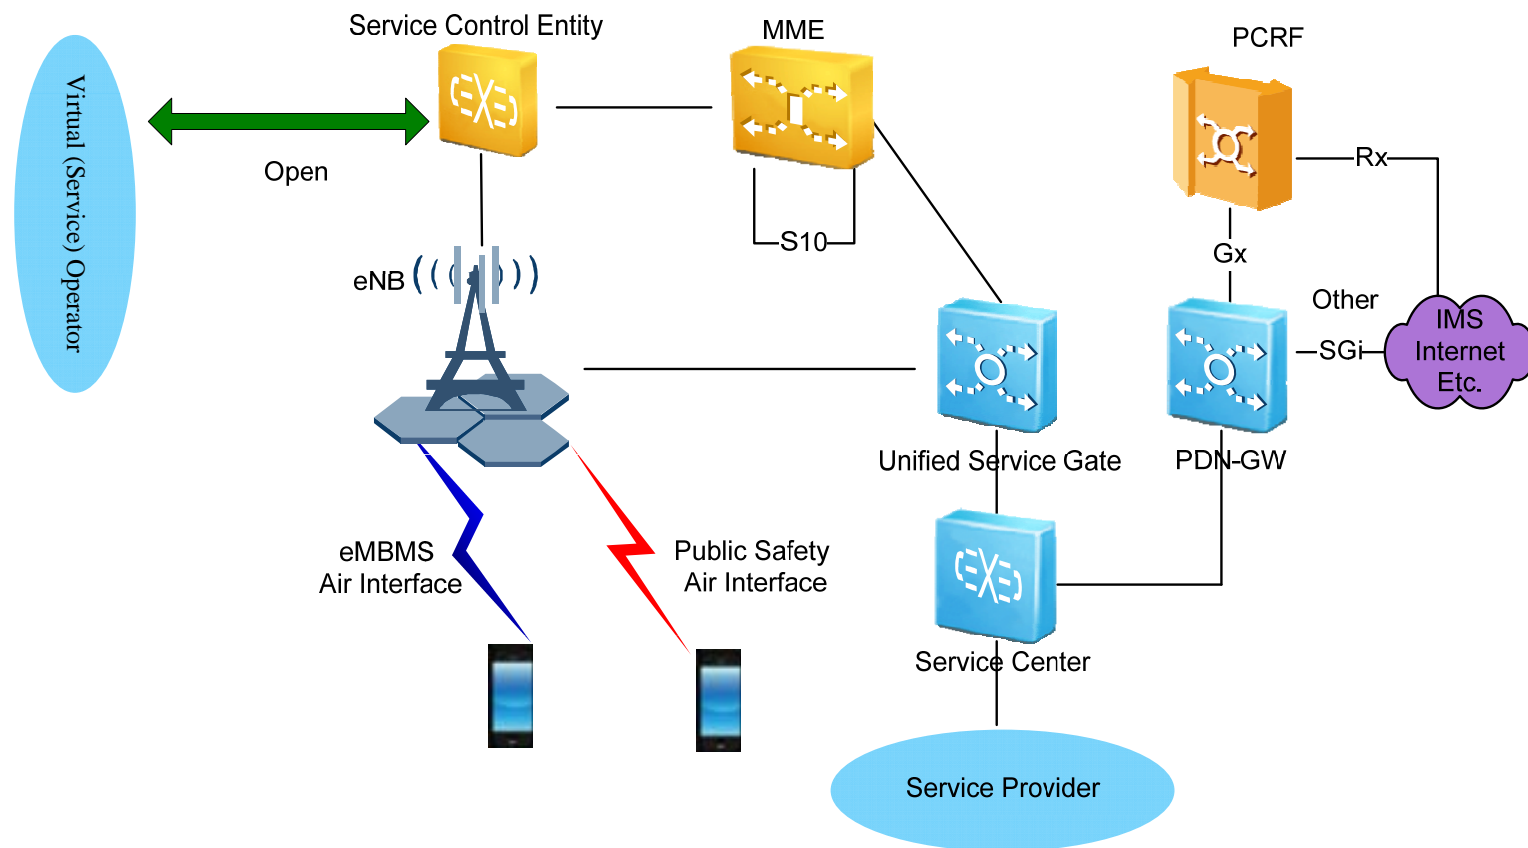 Service Control Entity
MME
PCRF
Virtual (Service) Operator
Open
Rx
S10
Gx
eNB
Other
SGi
IMS
Internet
Etc.
Unified Service Gate
PDN-GW
eMBMS
Air Interface
Public Safety
Air Interface
Service Center
Service Provider